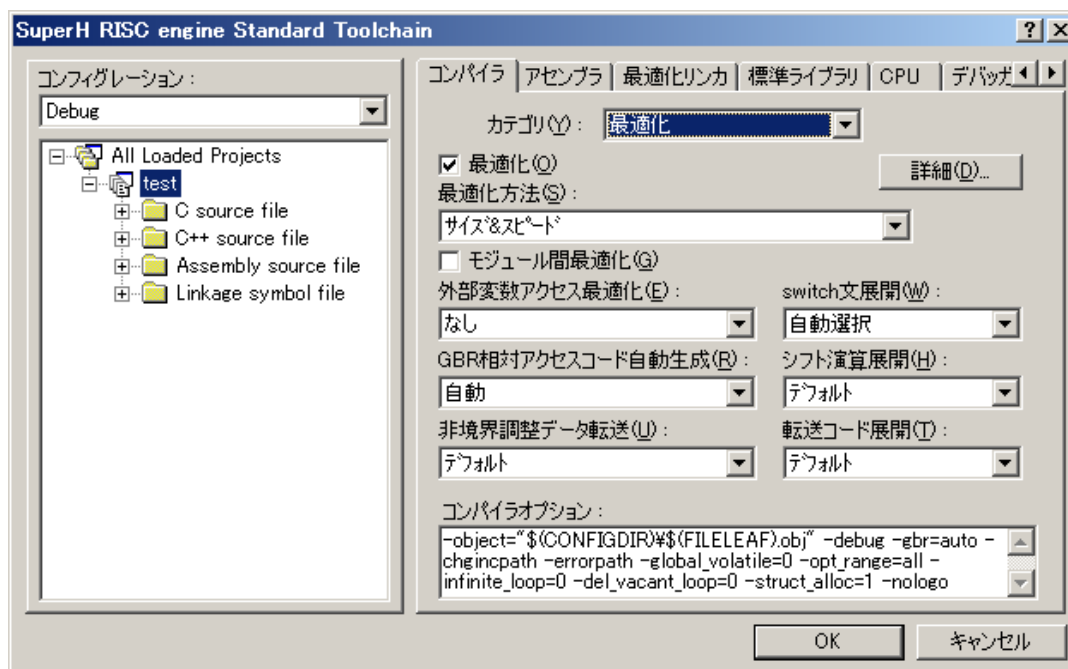 SuperH RISC engine Standard Toolchain
コンフィグレーション :
Debug
All Loaded Projects
test
C source file
C++ source file
Assembly source file
Linkage symbol file
コンパイラ アセンブラ 最適化リンカ 標準ライブラリ CPU デバッガ
カテゴリ(Y) : 最適化
最適化(O) 詳細(D)...
最適化方法(S) :
ｻｲｽﾞ&ｽﾋﾟｰﾄﾞ
モジュール間最適化(G)
外部変数アクセス最適化(E) : switch文展開(W) :
なし 自動選択
GBR相対アクセスコード自動生成(R) : シフト演算展開(H) :
自動 ﾃﾞﾌｫﾙﾄ
非境界調整データ転送(U) : 転送コード展開(T) :
ﾃﾞﾌｫﾙﾄ ﾃﾞﾌｫﾙﾄ
コンパイラオプション :
-object="$(CONFIGDIR)¥$(FILELEAF).obj" -debug -gbr=auto -
chgincpath -errorpath -global_volatile=0 -opt_range=all -
infinite_loop=0 -del_vacant_loop=0 -struct_alloc=1 -nologo
OK キャンセル